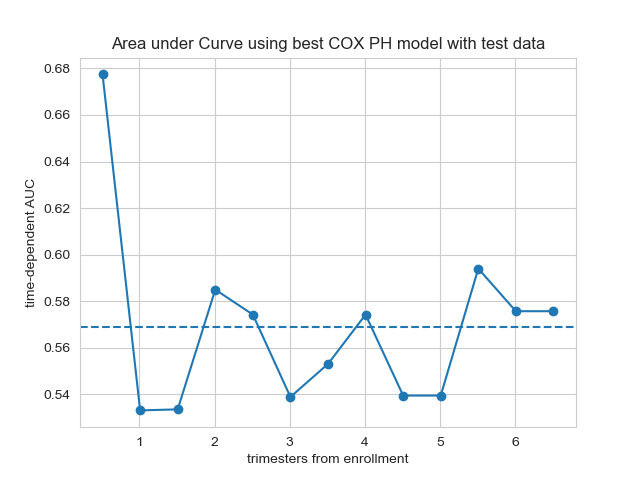 Area under Curve using best COX PH model with test data
0.68
0.66
0.64
0.62
0.60
0.58
0.56
0.54
time-dependent AUC
1 2 3 4 5 6
trimesters from enrollment